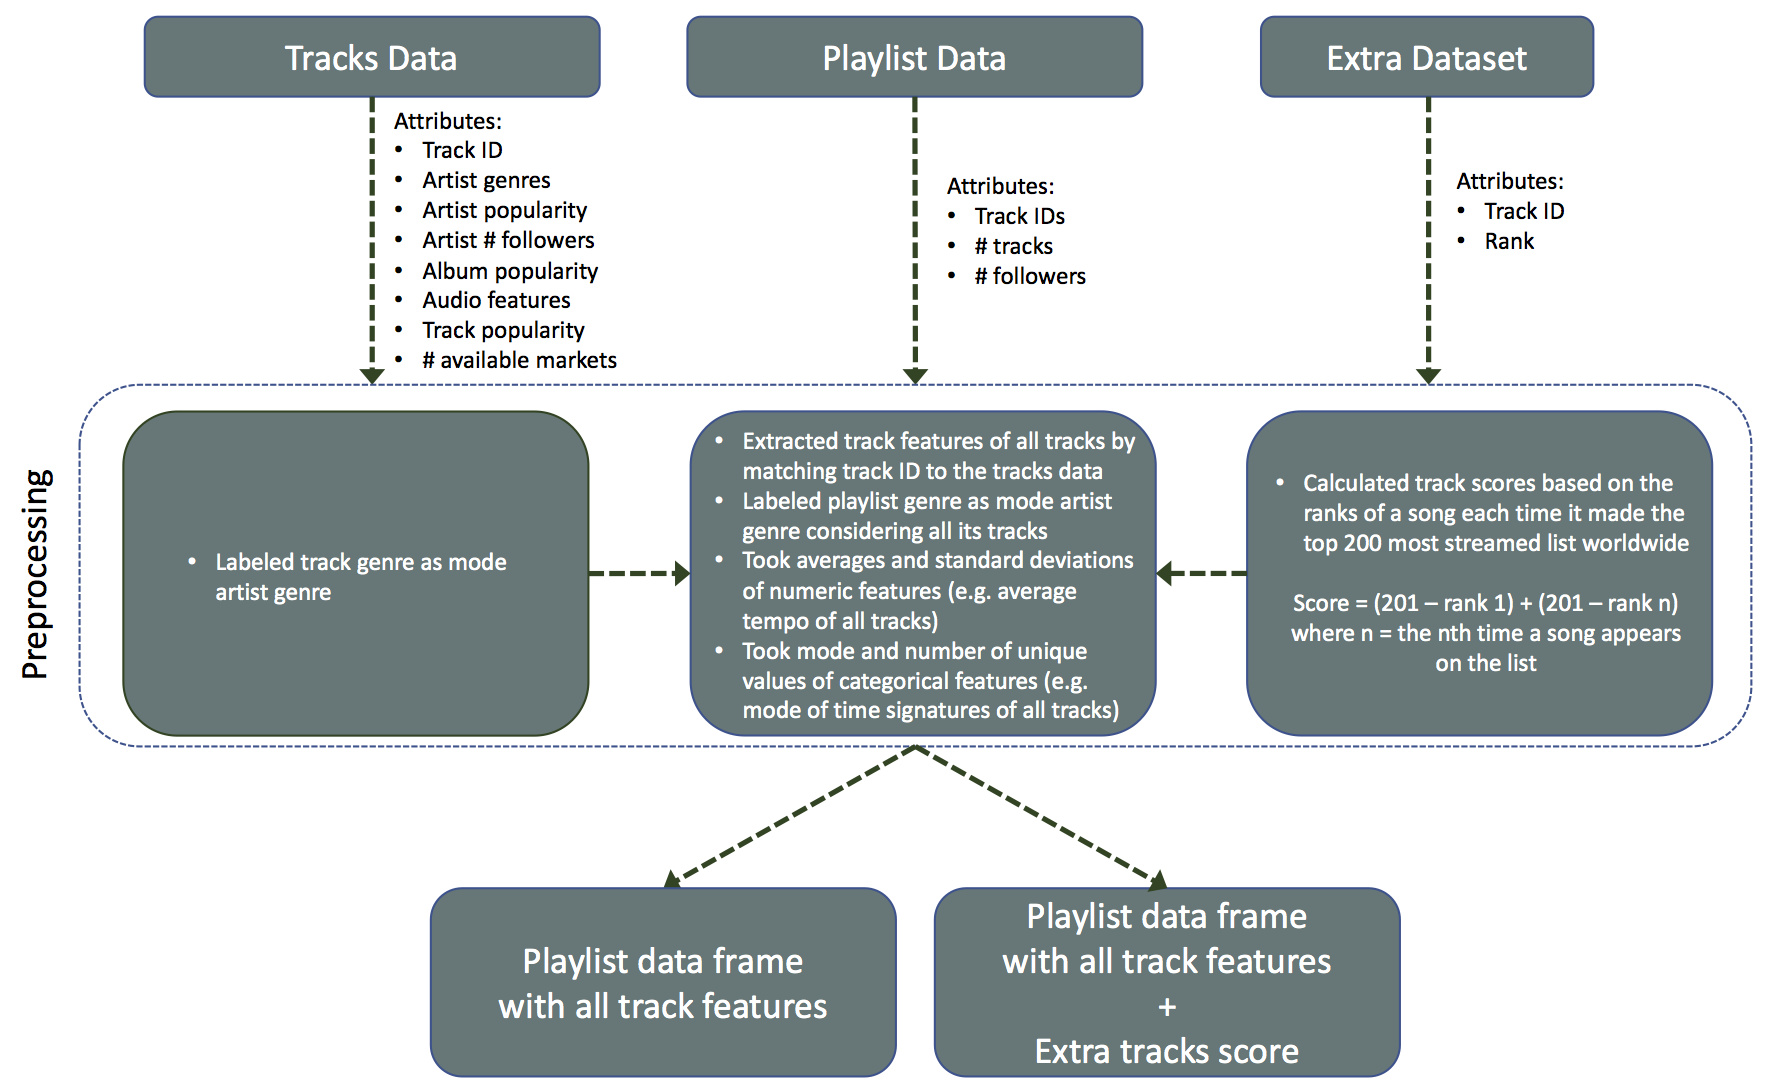 Tracks Data
Playlist Data
Extra Dataset
Attributes:
• Track ID
• Artist genres
• Artist popularity
• Artist # followers
• Album popularity
• Audio features
• Track popularity
• # available markets
Attributes:
• Track IDs
• # tracks
• # followers
Attributes:
• Track ID
• Rank
Preprocessing
• Labeled track genre as mode
artist genre
• Extracted track features of all tracks by
matching track ID to the tracks data
• Labeled playlist genre as mode artist
genre considering all its tracks
• Took averages and standard deviations
of numeric features (e.g. average
tempo of all tracks)
• Took mode and number of unique
values of categorical features (e.g.
mode of time signatures of all tracks)
• Calculated track scores based on the
ranks of a song each time it made the
top 200 most streamed list worldwide
Score = (201 – rank 1) + (201 – rank n)
where n = the nth time a song appears
on the list
Playlist data frame
with all track features
Playlist data frame
with all track features
+
Extra tracks score